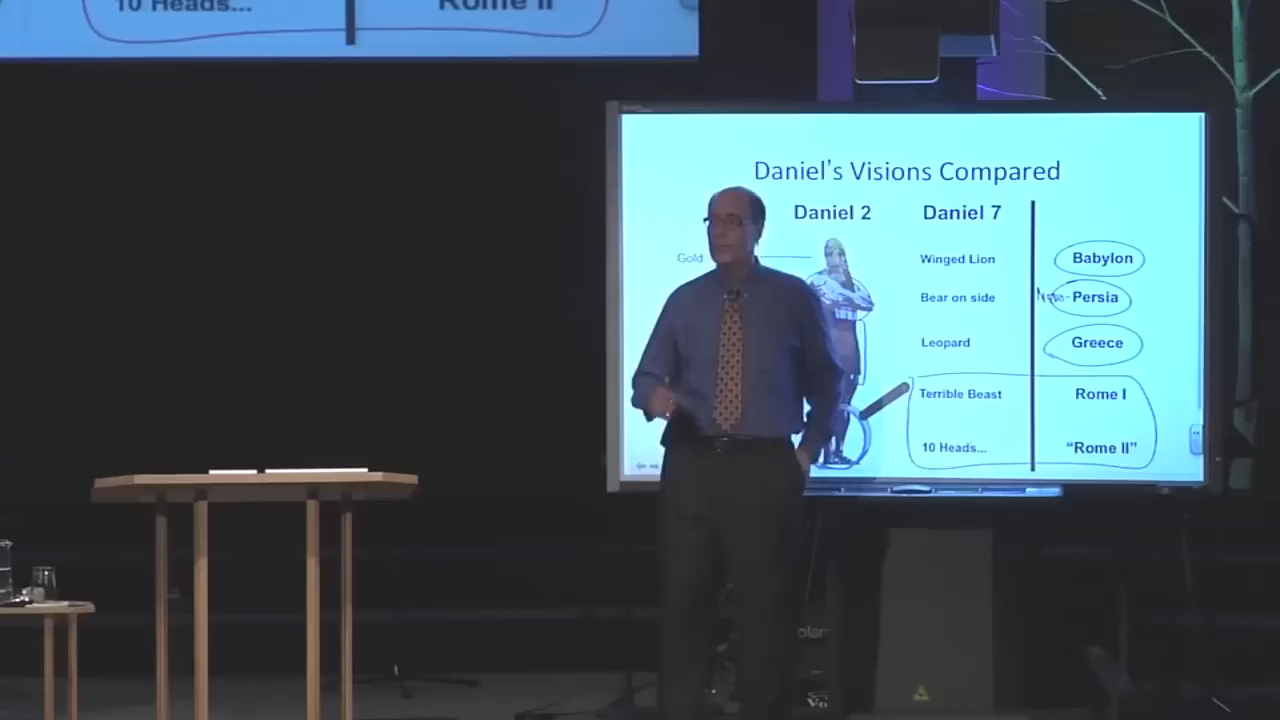 10 Heads...
Rome II
Daniel's Visions Compared
Daniel 2
Daniel 7
Gold
Winged Lion
Babylon
Bear on side
Persia
Leopard
Greece
Terrible Beast
Rome I
10 Heads...
“Rome II”